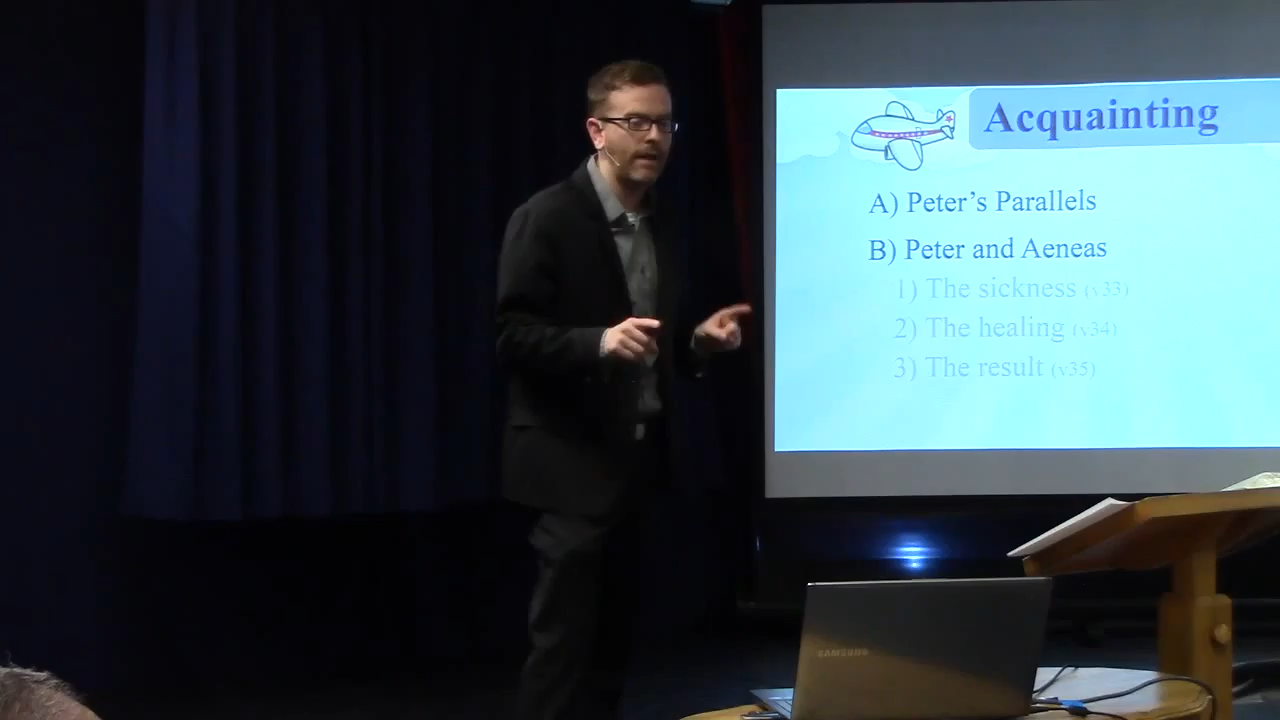 Acquainting
A) Peter's Parallels
B) Peter and Aeneas
1) The sickness (v33)
2) The healing (v34)
3) The result (v35)
SAMSUNG